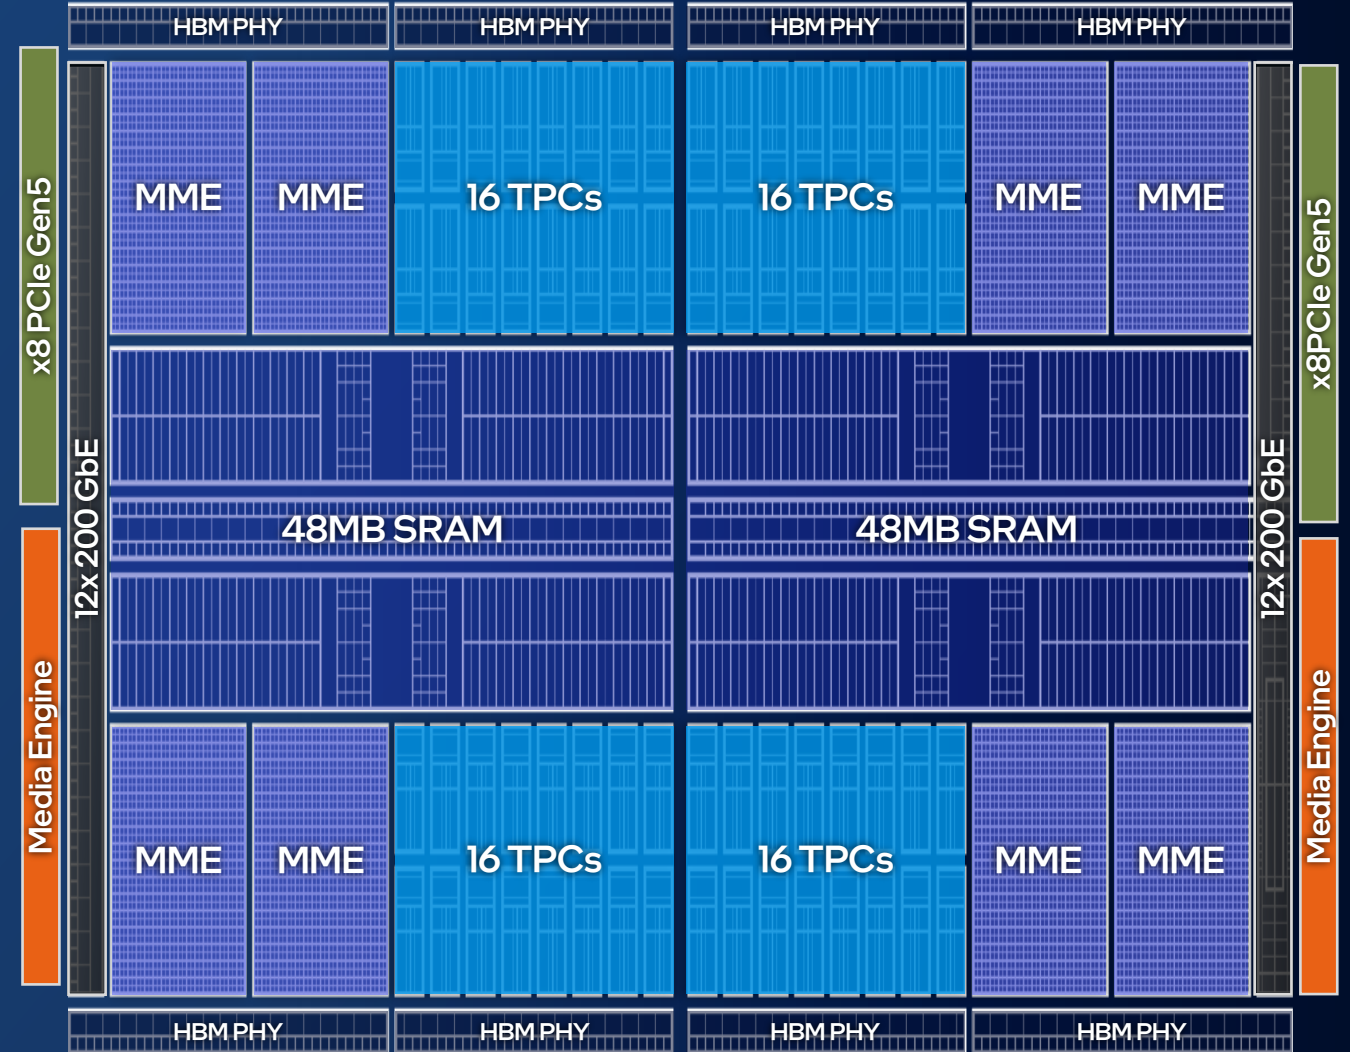 HBM PHY
HBM PHY
HBM PHY
HBM PHY
x8 PCIe Gen5
MME
MME
16 TPCs
16 TPCs
MME
MME
x8PCIe Gen5
12x 200 GbE
48MB SRAM
48MB SRAM
12x 200 GbE
Media Engine
MME
MME
16 TPCs
16 TPCs
MME
MME
Media Engine
HBM PHY
HBM PHY
HBM PHY
HBM PHY